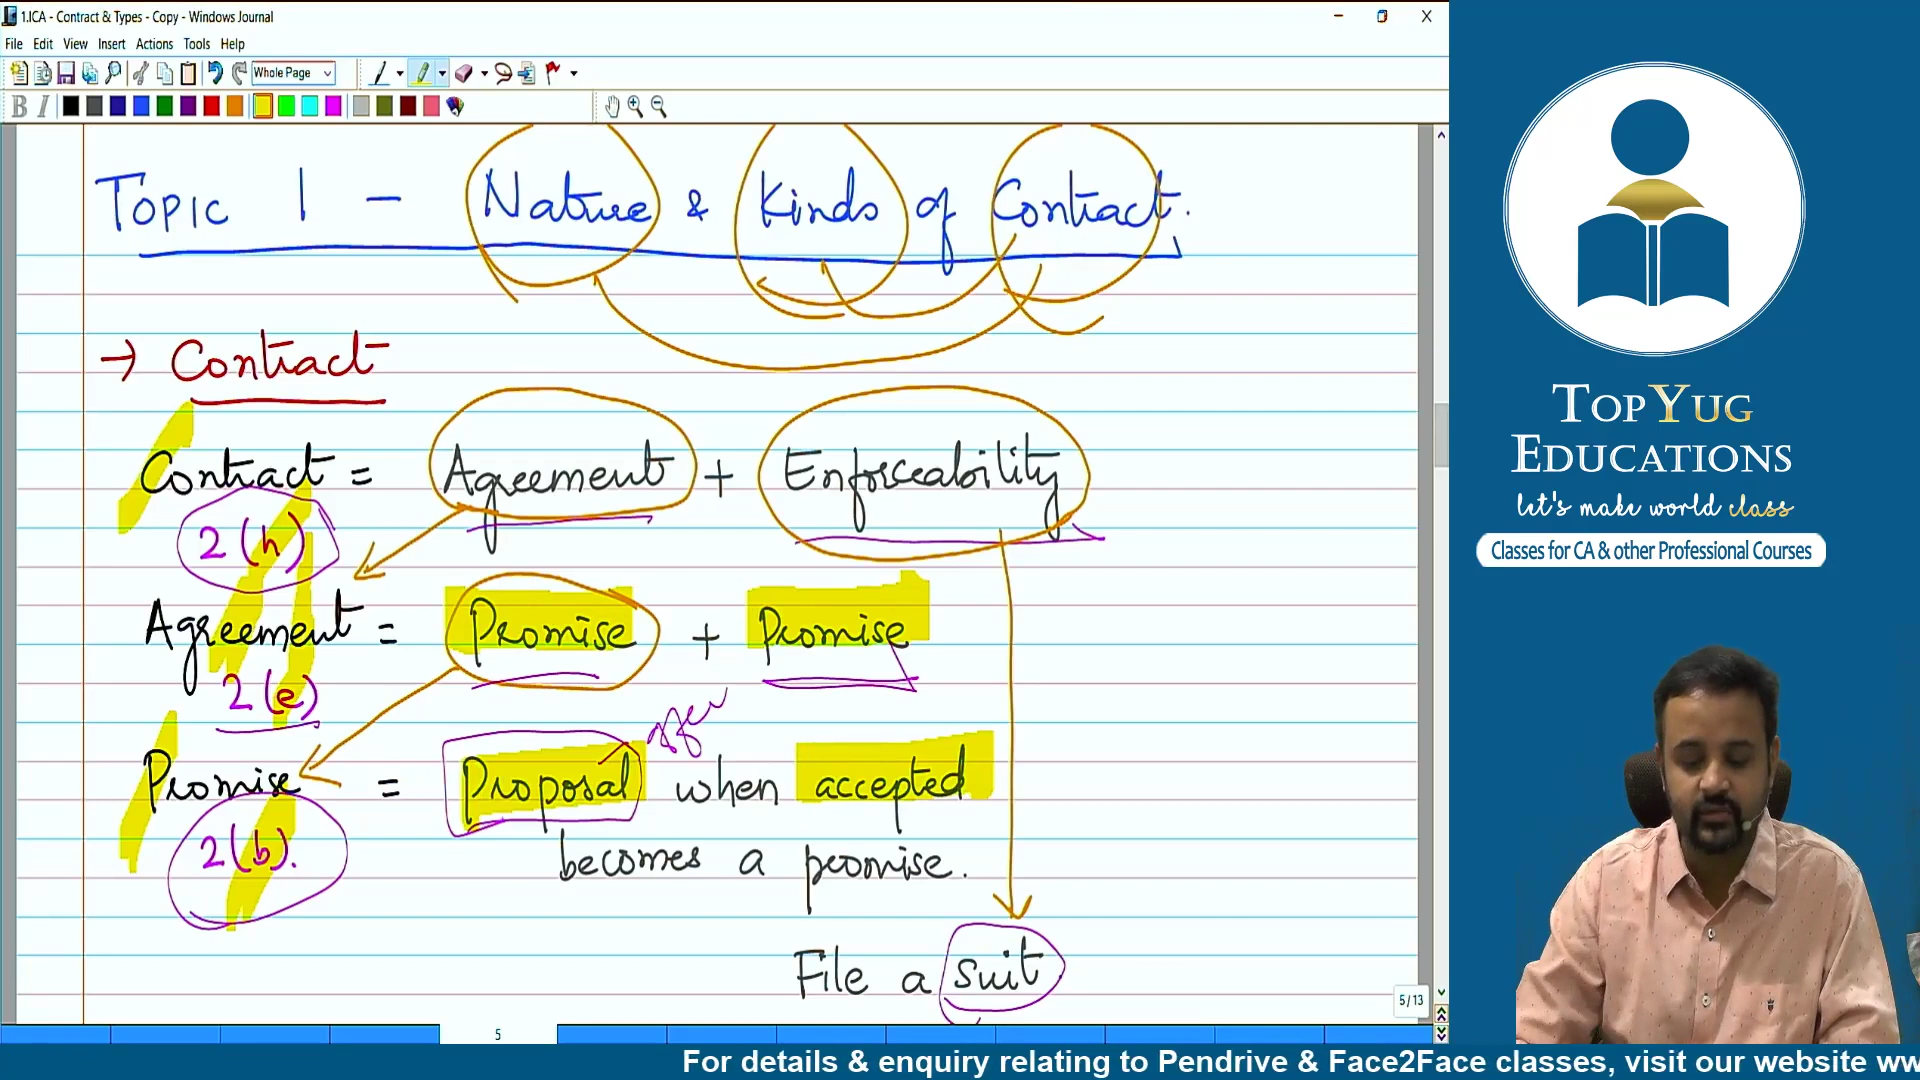 1.ICA - Contract & Types - Copy - Windows Journal
File Edit View Insert Actions Tools Help
Whole Page
B I
Topic 1 - Nature & Kinds of Contract.
→ Contract
Contract = Agreement + Enforceability
2(h)
Agreement = Promise + Promise
2(e)
offer
Promise = Proposal when accepted
2(b).
becomes a promise.
File a suit
5/13
5
TOPYUG
EDUCATIONS
let's make world class
Classes for CA & other Professional Courses
For details & enquiry relating to Pendrive & Face2Face classes, visit our website ww